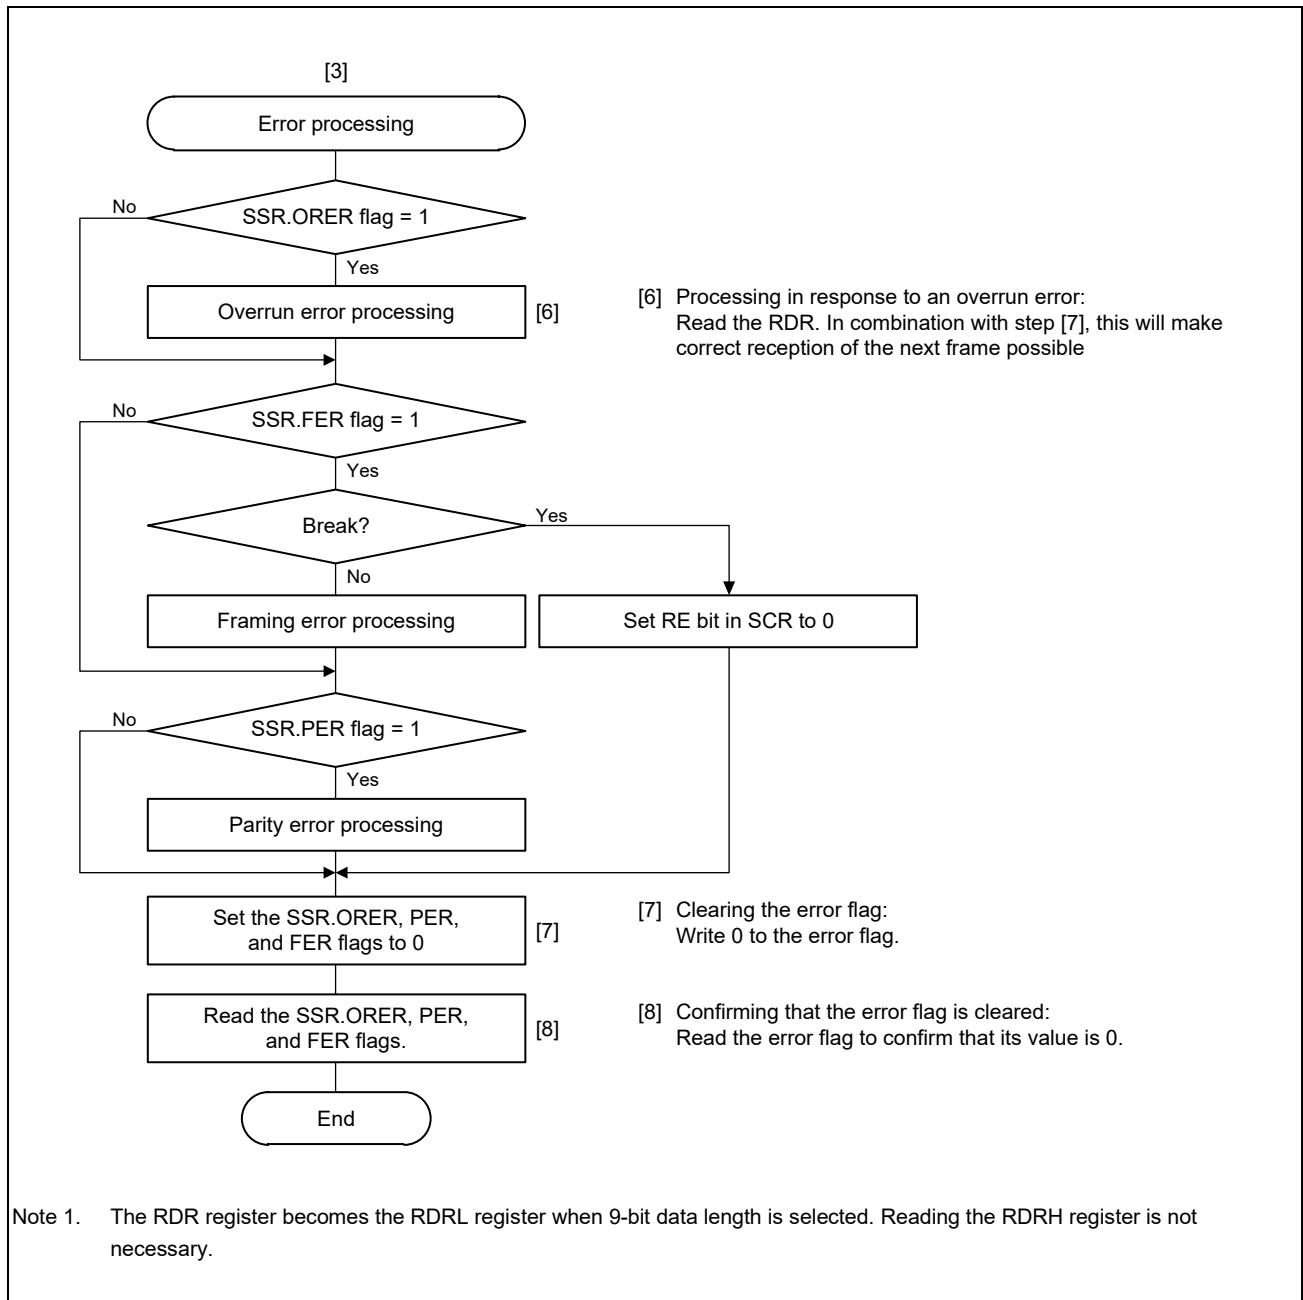 [3]
Error processing
No
SSR.ORER flag = 1
Yes
Overrun error processing
[6]
[6] Processing in response to an overrun error:
Read the RDR. In combination with step [7], this will make
correct reception of the next frame possible
No
SSR.FER flag = 1
Yes
Break?
Yes
No
Framing error processing
Set RE bit in SCR to 0
No
SSR.PER flag = 1
Yes
Parity error processing
Set the SSR.ORER, PER,
and FER flags to 0
[7]
[7] Clearing the error flag:
Write 0 to the error flag.
Read the SSR.ORER, PER,
and FER flags.
[8]
[8] Confirming that the error flag is cleared:
Read the error flag to confirm that its value is 0.
End
Note 1. The RDR register becomes the RDRL register when 9-bit data length is selected. Reading the RDRH register is not
necessary.